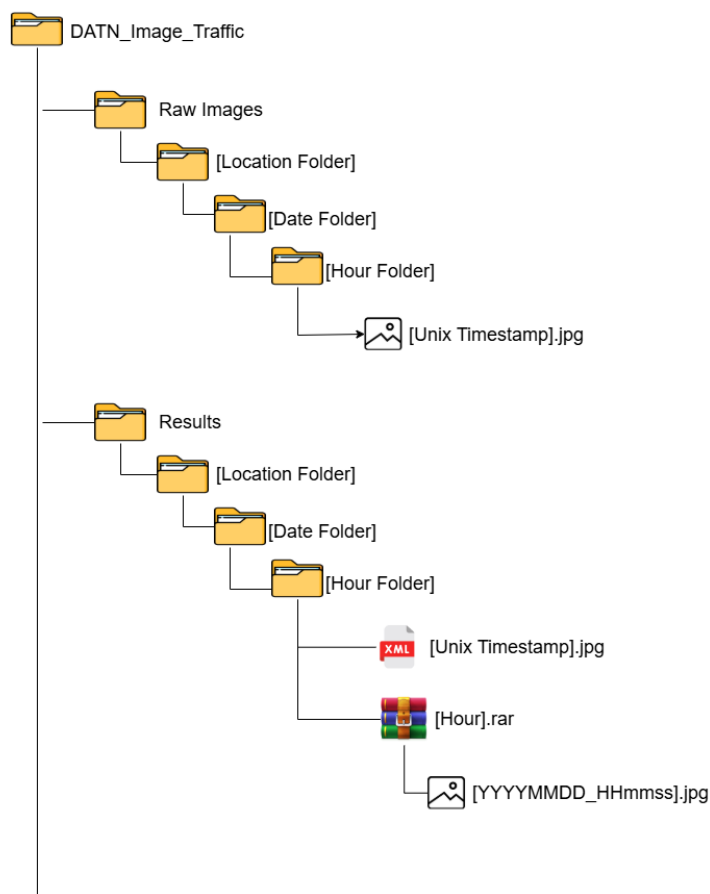 DATN_Image_Traffic
Raw Images
[Location Folder]
[Date Folder]
[Hour Folder]
[Unix Timestamp].jpg
Results
[Location Folder]
[Date Folder]
[Hour Folder]
XML
[Unix Timestamp].jpg
[Hour].rar
[YYYYMMDD_HHmmss].jpg